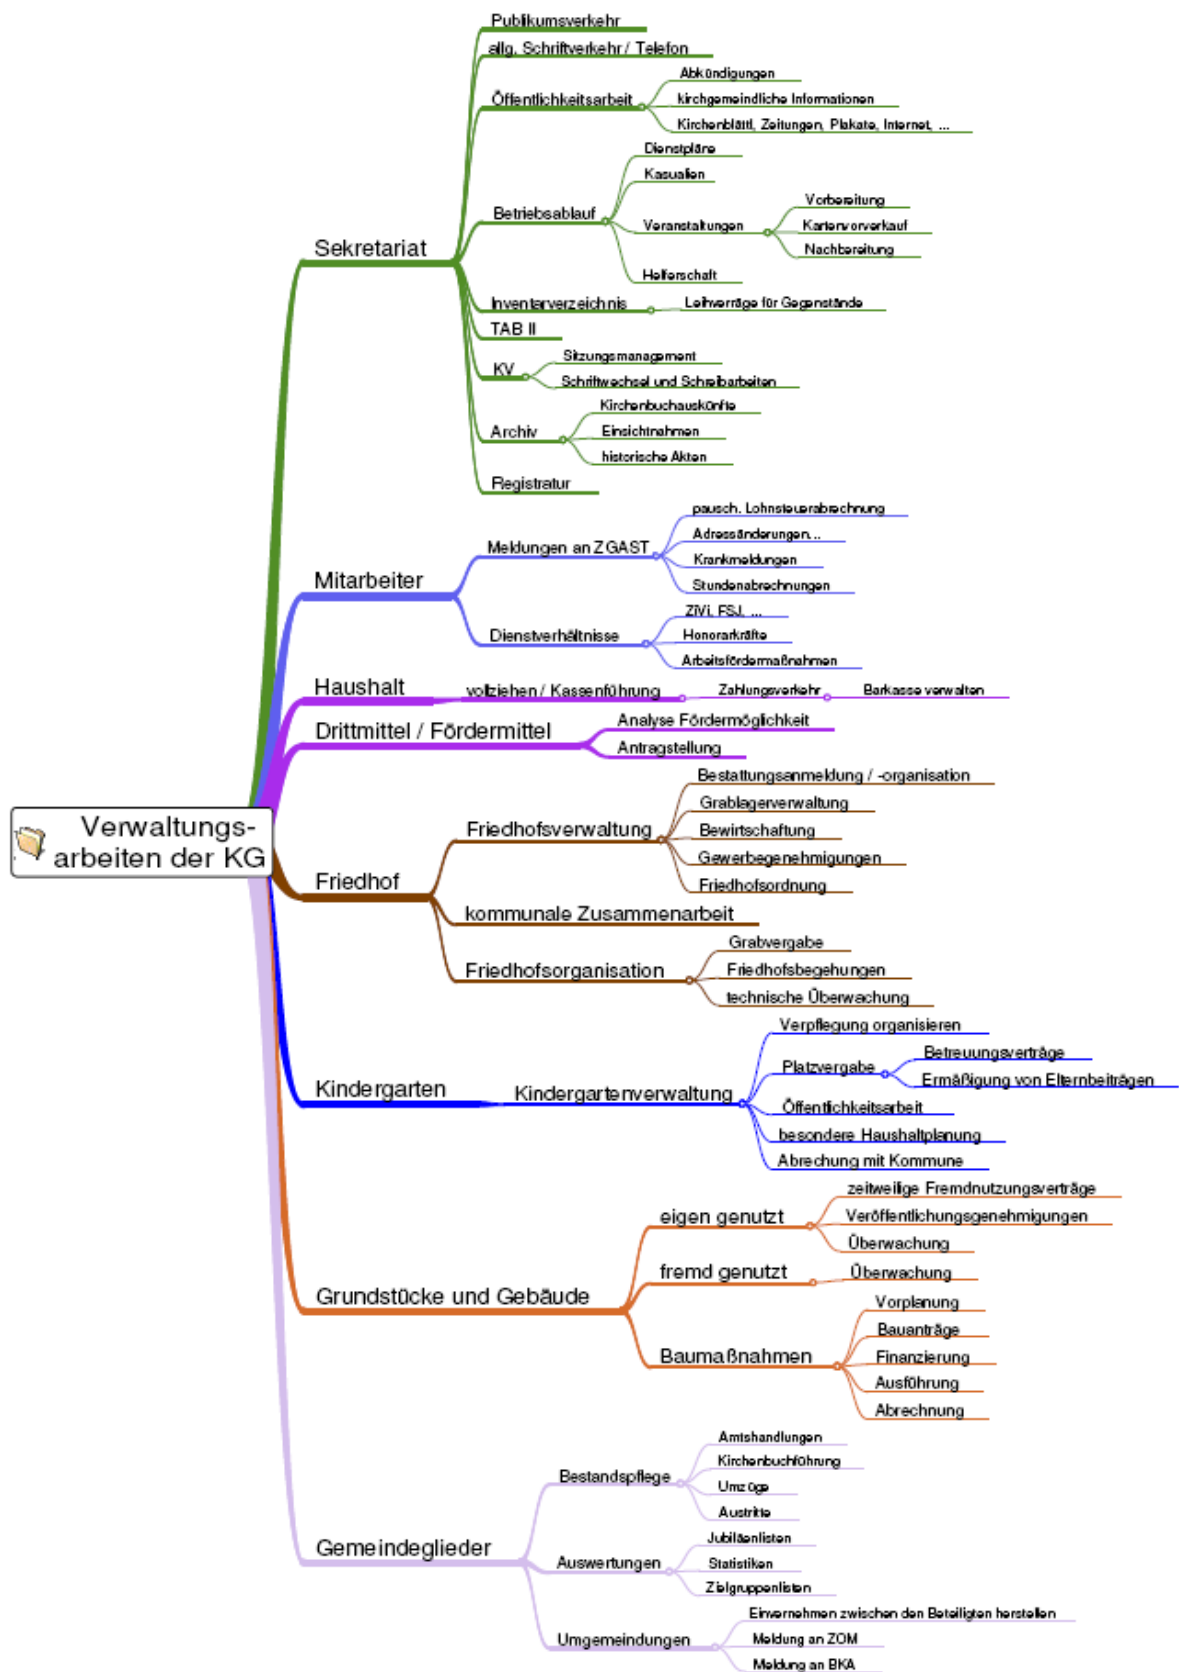 Publikumsverkehr
allg. Schriftverkehr / Telefon
Öffentlichkeitsarbeit
Abkündigungen
kirchgemeindliche Informationen
Kirchenblättl, Zeitungen, Plakate, Internet, ...
Betriebsablauf
Dienstpläne
Kasualien
Veranstaltungen
Vorbereitung
Kartenvorverkauf
Nachbereitung
Helferschaft
Sekretariat
Inventarverzeichnis
Leihverräge für Gegenstände
TAB II
KV
Sitzungsmanagement
Schriftwechsel und Schreibarbeiten
Archiv
Kirchenbuchauskünfte
Einsichtnahmen
historische Akten
Registratur
Mitarbeiter
Meldungen an ZGAST
pausch. Lohnsteuerabrechnung
Adressänderungen...
Krankmeldungen
Stundenabrechnungen
Dienstverhältnisse
ZiVi, FSJ, ...
Honorarkräfte
Arbeitsfördermaßnahmen
Haushalt
vollziehen / Kassenführung
Zahlungsverkehr
Barkasse verwalten
Drittmittel / Fördermittel
Analyse Fördermöglichkeit
Antragstellung
Verwaltungs-
arbeiten der KG
Friedhof
Friedhofsverwaltung
Bestattungsanmeldung / -organisation
Grablagerverwaltung
Bewirtschaftung
Gewerbegenehmigungen
Friedhofsordnung
kommunale Zusammenarbeit
Friedhofsorganisation
Grabvergabe
Friedhofsbegehungen
technische Überwachung
Kindergarten
Kindergartenverwaltung
Verpflegung organisieren
Platzvergabe
Betreuungsverträge
Ermäßigung von Elternbeiträgen
Öffentlichkeitsarbeit
besondere Haushaltplanung
Abrechung mit Kommune
Grundstücke und Gebäude
eigen genutzt
zeitweilige Fremdnutzungsverträge
Veröffentlichungsgenehmigungen
Überwachung
fremd genutzt
Überwachung
Baumaßnahmen
Vorplanung
Bauanträge
Finanzierung
Ausführung
Abrechnung
Gemeindeglieder
Bestandspflege
Amtshandlungen
Kirchenbuchführung
Umzüge
Austritte
Auswertungen
Jubiläenlisten
Statistiken
Zielgruppenlisten
Umgemeindungen
Einvernehmen zwischen den Beteiligten herstellen
Meldung an ZOM
Meldung an BKA